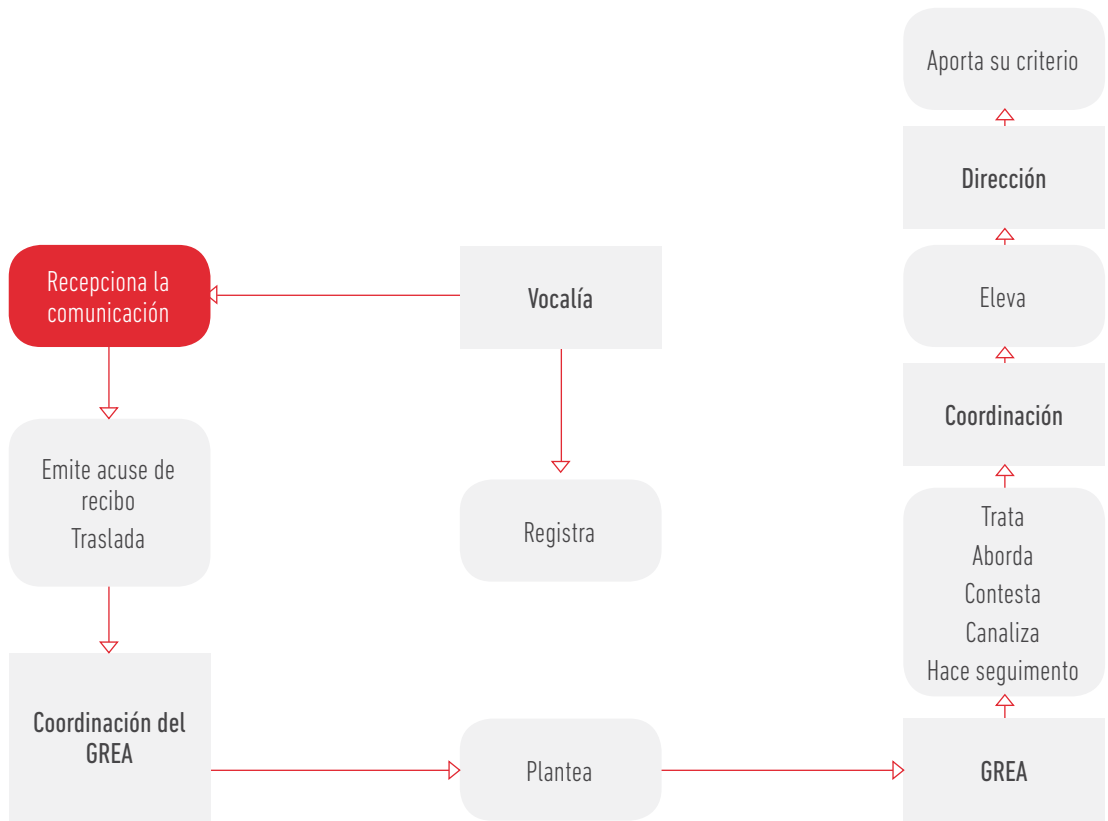 Aporta su criterio
Dirección
Recepciona la
comunicación
Vocalía
Eleva
Coordinación
Emite acuse de
recibo
Traslada
Registra
Trata
Aborda
Contesta
Canaliza
Hace seguimento
Coordinación del
GREA
Plantea
GREA